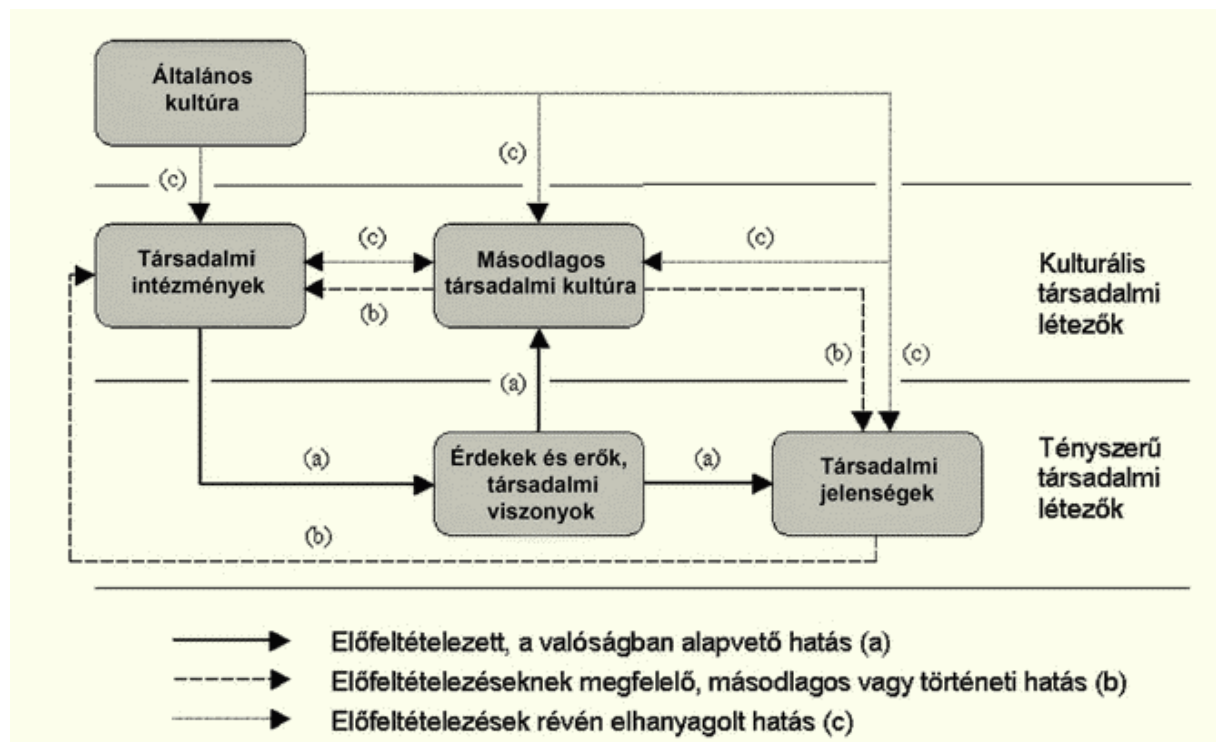 Általános
kultúra
(c)
(c)
Társadalmi
intézmények
(c)
(b)
Másodlagos
társadalmi kultúra
(c)
Kulturális
társadalmi
létezők
(b)
(c)
(a)
(a)
Érdekek és erők,
társadalmi
viszonyok
(a)
Társadalmi
jelenségek
Tényszerű
társadalmi
létezők
(b)
Előfeltételezett, a valóságban alapvető hatás (a)
Előfeltételezéseknek megfelelő, másodlagos vagy történeti hatás (b)
Előfeltételezések révén elhanyagolt hatás (c)